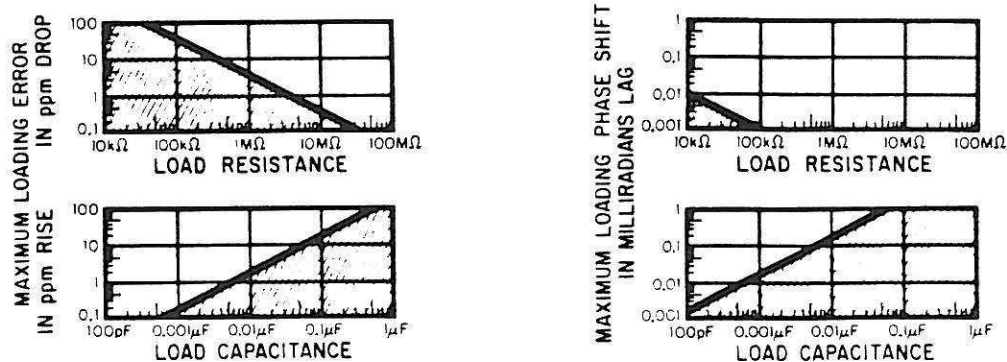 MAXIMUM LOADING ERROR
IN ppm RISE
IN ppm DROP
100
10
1
0.1
10kΩ 100kΩ 1MΩ 10MΩ 100MΩ
LOAD RESISTANCE
100
10
1
0.1
100pF 0.001µF 0.01µF 0.1µF 1µF
LOAD CAPACITANCE
MAXIMUM LOADING PHASE SHIFT
IN MILLIRADIANS LAG
1
0,1
0,01
0,001
10kΩ 100kΩ 1MΩ 10MΩ 100MΩ
LOAD RESISTANCE
1
0,1
0,01
0,001
100pF 0.001µF 0.01µF 0.1µF 1µF
LOAD CAPACITANCE